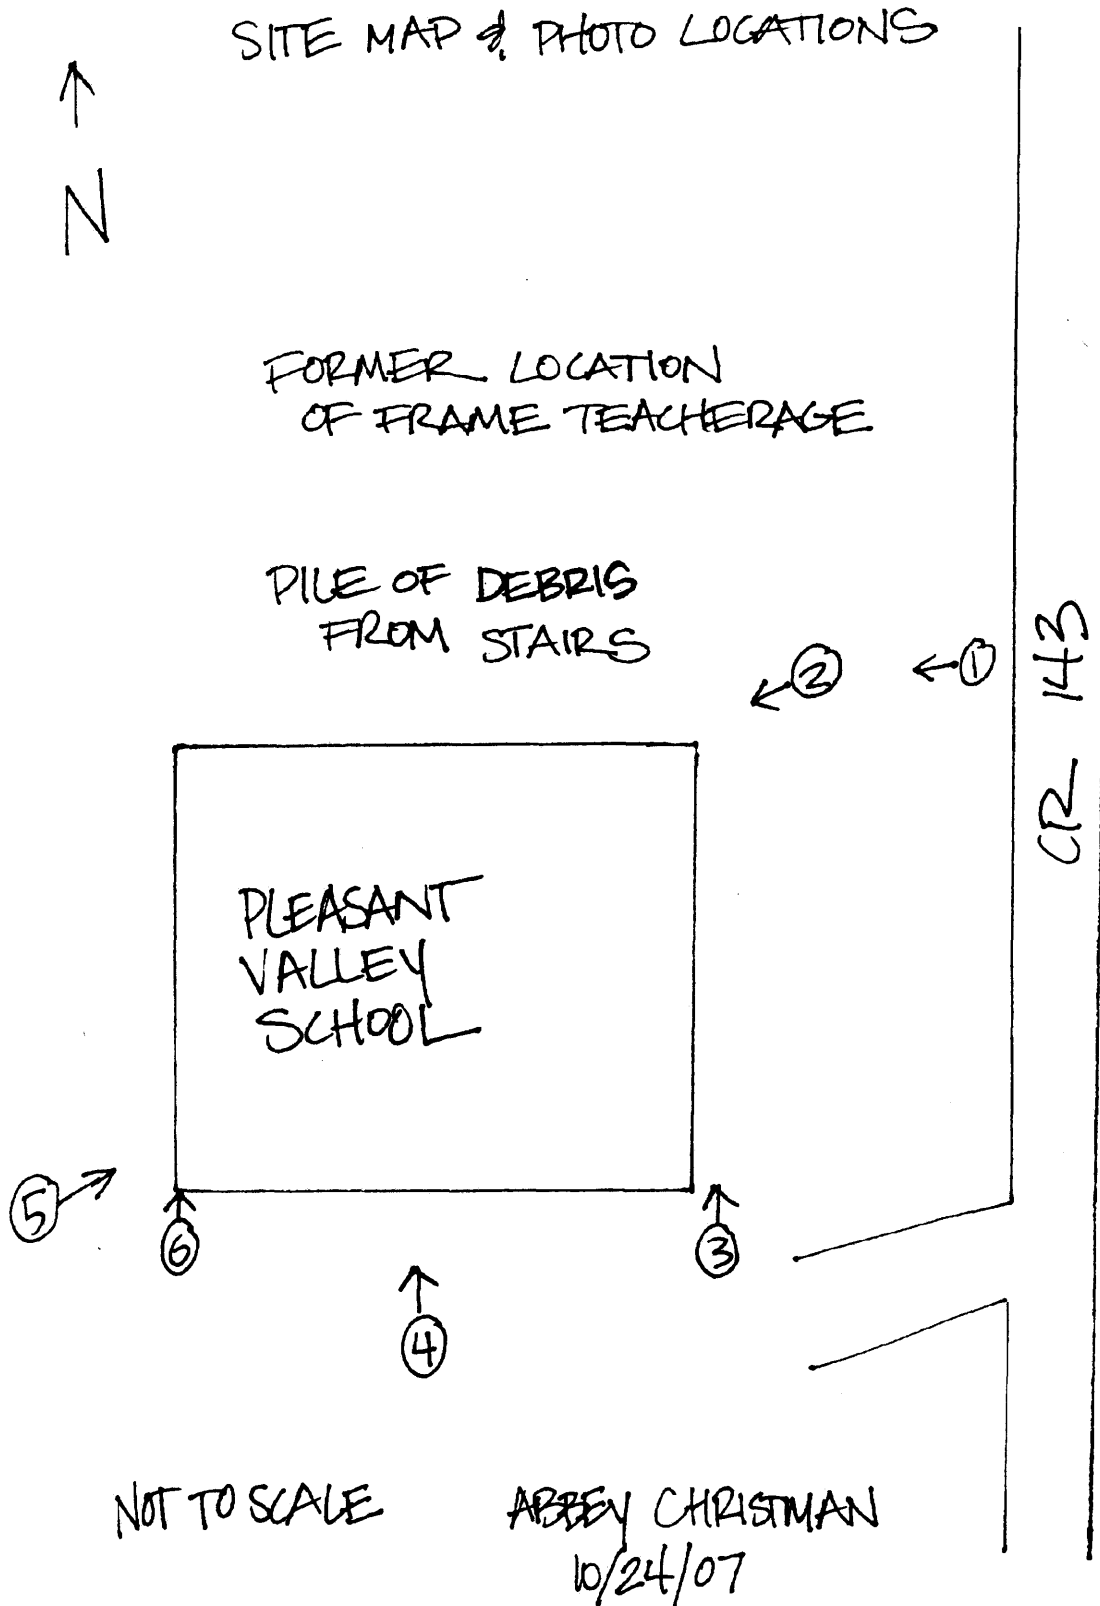 SITE MAP & PHOTO LOCATIONS
N
FORMER LOCATION
OF FRAME TEACHERAGE
PILE OF DEBRIS
FROM STAIRS
2
1
CR 143
PLEASANT
VALLEY
SCHOOL
5
6
3
4
NOT TO SCALE
ABBEY CHRISTMAN
10/24/07